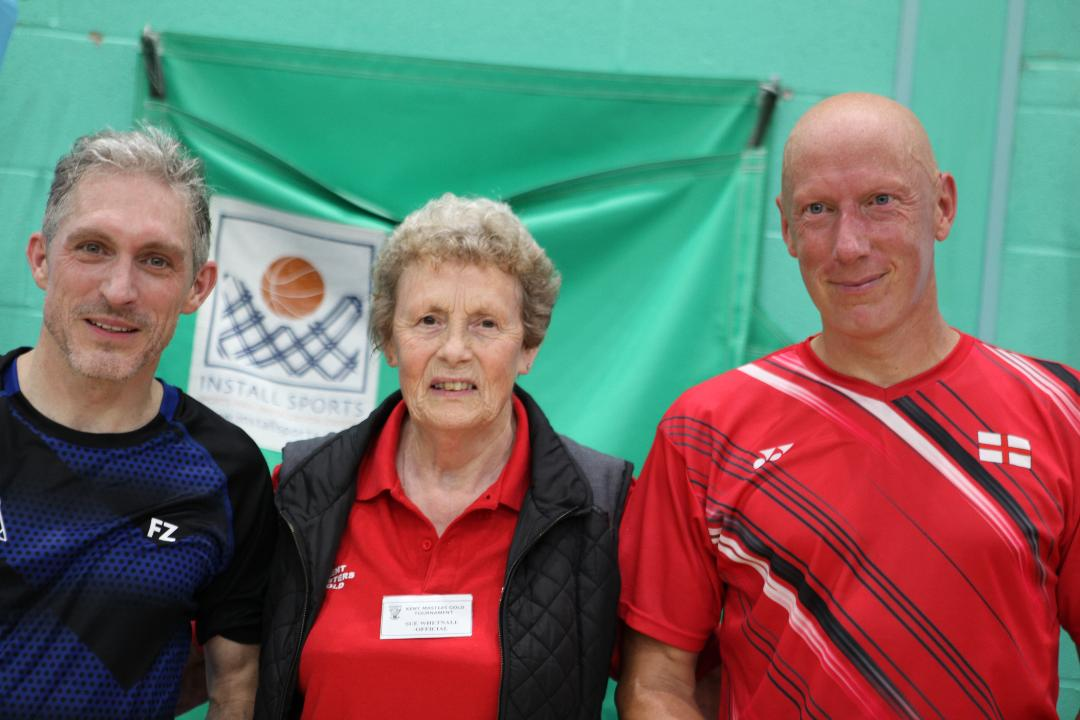 INSTALL SPORTS
FZ
KENT MASTERS GOLD
TOURNAMENT
SUE WHETNALL
OFFICIAL